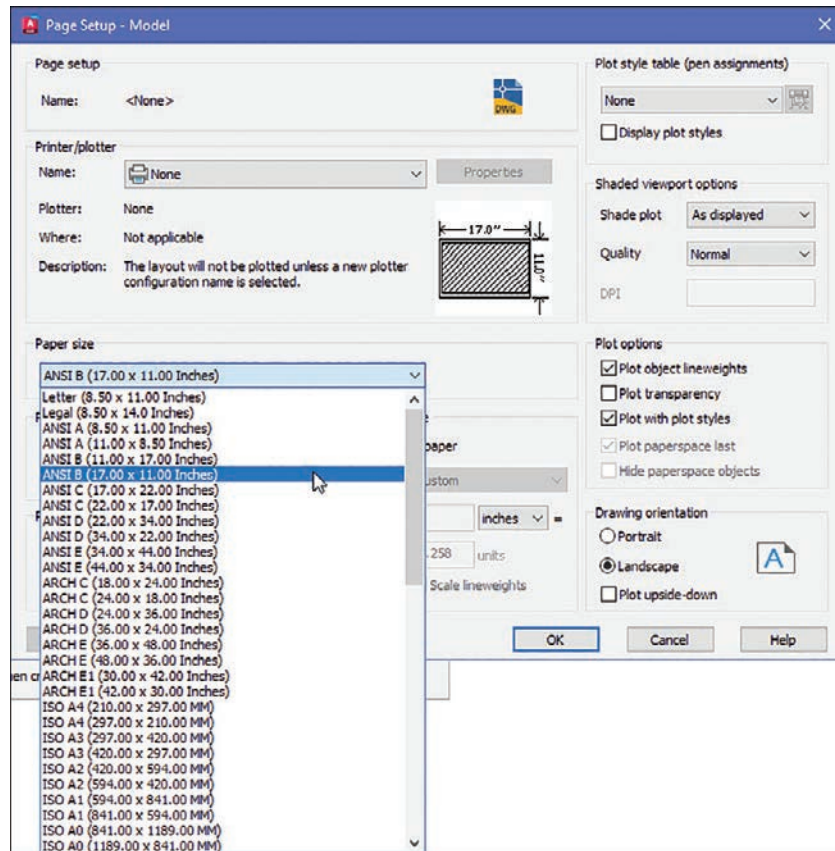 Page Setup - Model
Page setup
Name: <None>
DWG
Plot style table (pen assignments)
None
Display plot styles
Printer/plotter
Name: None
Properties
Plotter: None
Where: Not applicable
Description: The layout will not be plotted unless a new plotter
configuration name is selected.
17.0"
11.0"
Shaded viewport options
Shade plot As displayed
Quality Normal
DPI
Paper size
ANSI B (17.00 x 11.00 Inches)
Letter (8.50 x 11.00 Inches)
Legal (8.50 x 14.0 Inches)
ANSI A (8.50 x 11.00 Inches)
ANSI A (11.00 x 8.50 Inches)
ANSI B (11.00 x 17.00 Inches)
ANSI B (17.00 x 11.00 Inches)
ANSI C (17.00 x 22.00 Inches)
ANSI C (22.00 x 17.00 Inches)
ANSI D (22.00 x 34.00 Inches)
ANSI D (34.00 x 22.00 Inches)
ANSI E (34.00 x 44.00 Inches)
ANSI E (44.00 x 34.00 Inches)
ARCH C (18.00 x 24.00 Inches)
ARCH C (24.00 x 18.00 Inches)
ARCH D (24.00 x 36.00 Inches)
ARCH D (36.00 x 24.00 Inches)
ARCH E (36.00 x 48.00 Inches)
ARCH E (48.00 x 36.00 Inches)
ARCH E1 (30.00 x 42.00 Inches)
ARCH E1 (42.00 x 30.00 Inches)
ISO A4 (210.00 x 297.00 MM)
ISO A4 (297.00 x 210.00 MM)
ISO A3 (297.00 x 420.00 MM)
ISO A3 (420.00 x 297.00 MM)
ISO A2 (420.00 x 594.00 MM)
ISO A2 (594.00 x 420.00 MM)
ISO A1 (594.00 x 841.00 MM)
ISO A1 (841.00 x 594.00 MM)
ISO A0 (841.00 x 1189.00 MM)
ISO A0 (1189.00 x 841.00 MM)
paper
ustom
inches =
.258 units
Scale lineweights
Plot options
Plot object lineweights
Plot transparency
Plot with plot styles
Plot paperspace last
Hide paperspace objects
Drawing orientation
Portrait
Landscape
A
Plot upside-down
OK Cancel Help